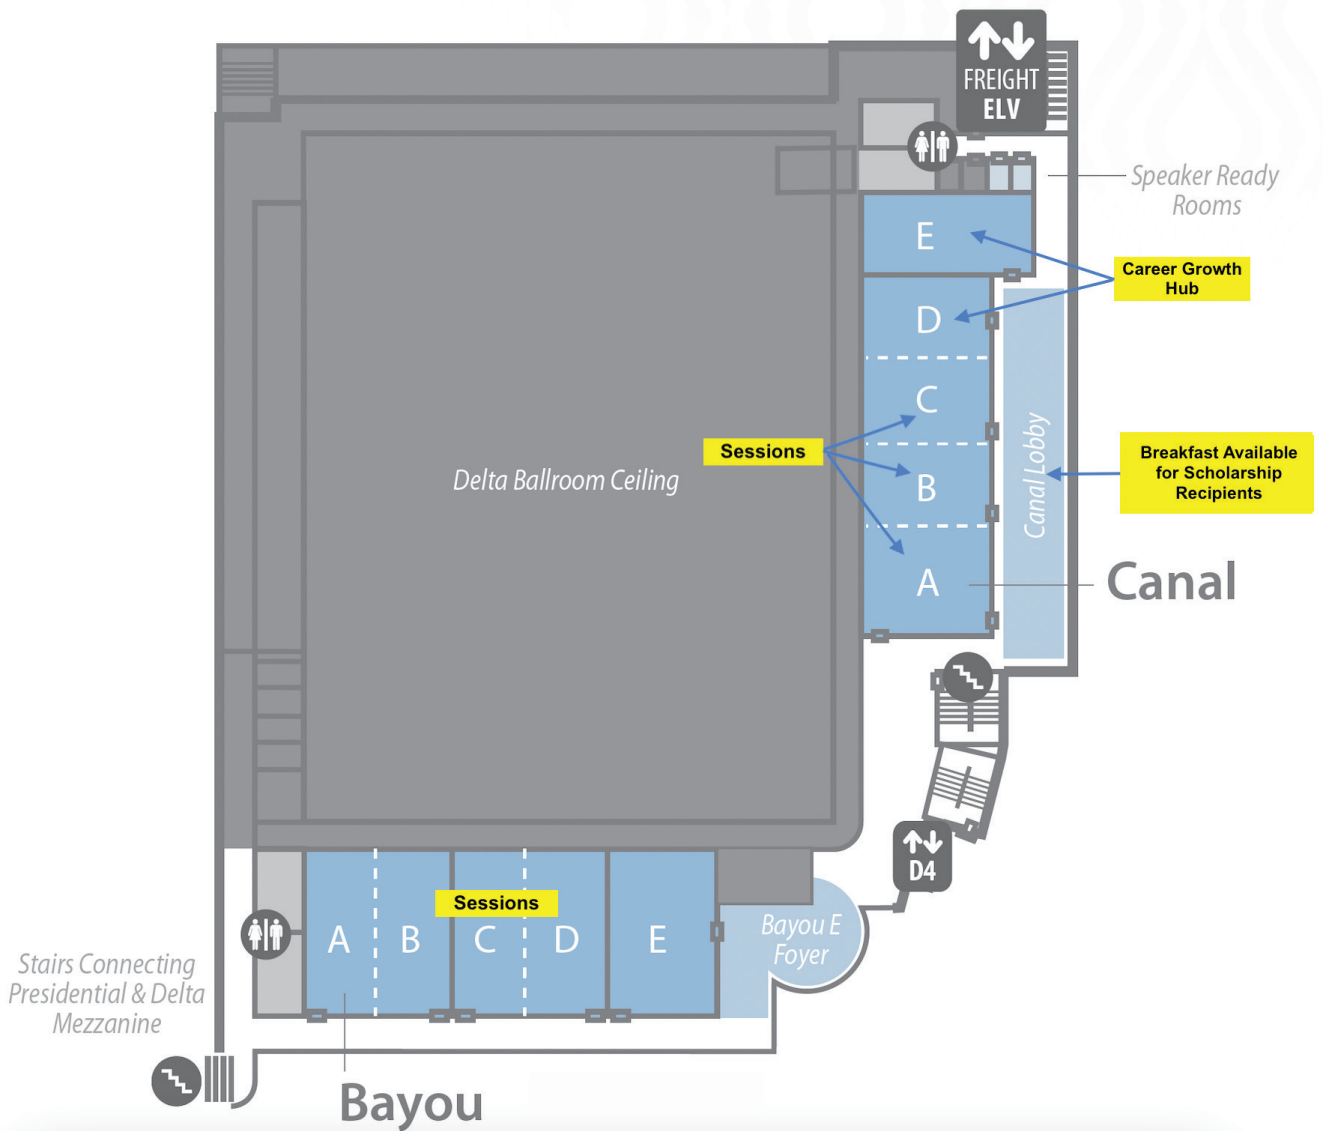 FREIGHT
ELV
Speaker Ready
Rooms
E
Career Growth
Hub
D
C
Sessions
Breakfast Available
for Scholarship
Recipients
Delta Ballroom Ceiling
B
Canal Lobby
A
Canal
D4
Sessions
A
B
C
D
E
Bayou E
Foyer
Stairs Connecting
Presidential & Delta
Mezzanine
Bayou